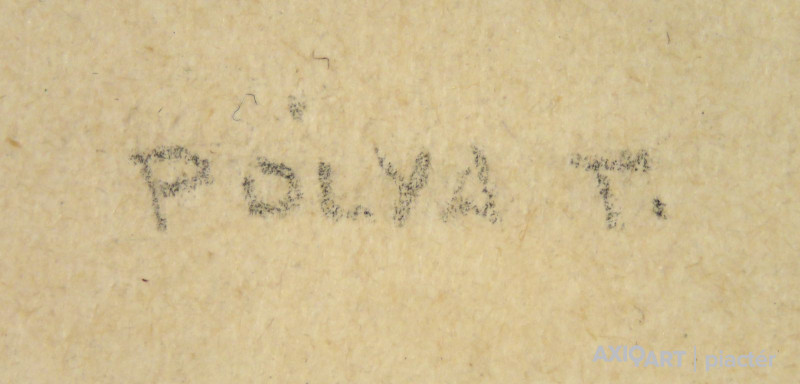 PÓLYA T.
AXIOART | piactér